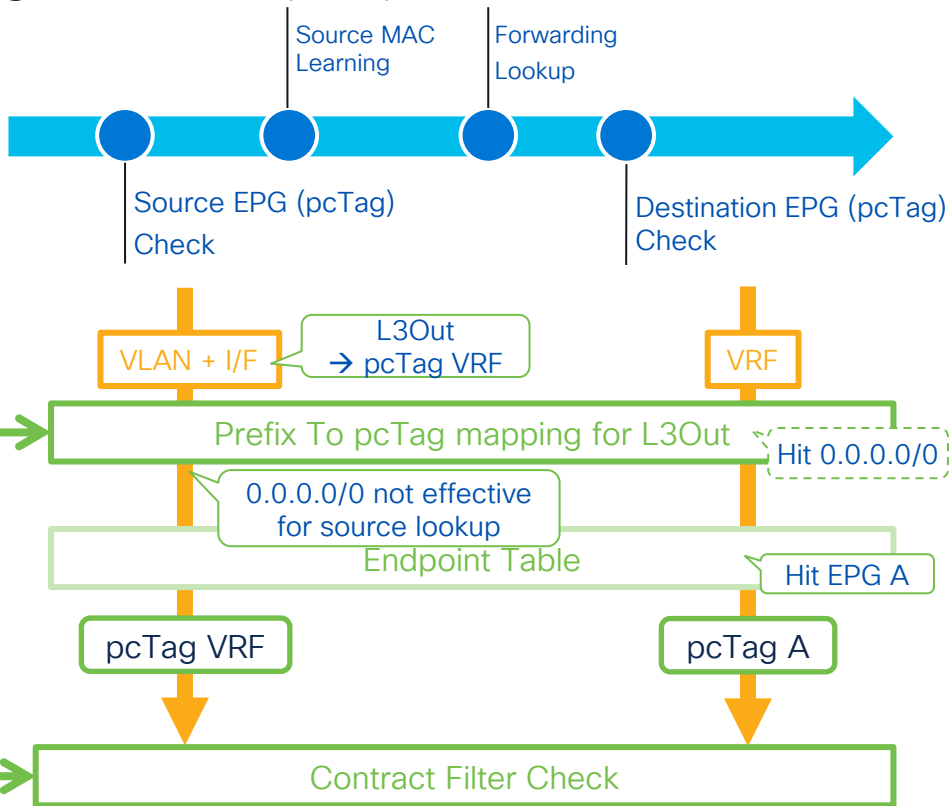 Source MAC
Learning
Forwarding
Lookup
Source EPG (pcTag)
Check
Destination EPG (pcTag)
Check
VLAN + I/F
L3Out
→ pcTag VRF
VRF
Prefix To pcTag mapping for L3Out
Hit 0.0.0.0/0
0.0.0.0/0 not effective
for source lookup
Endpoint Table
Hit EPG A
pcTag VRF
pcTag A
Contract Filter Check